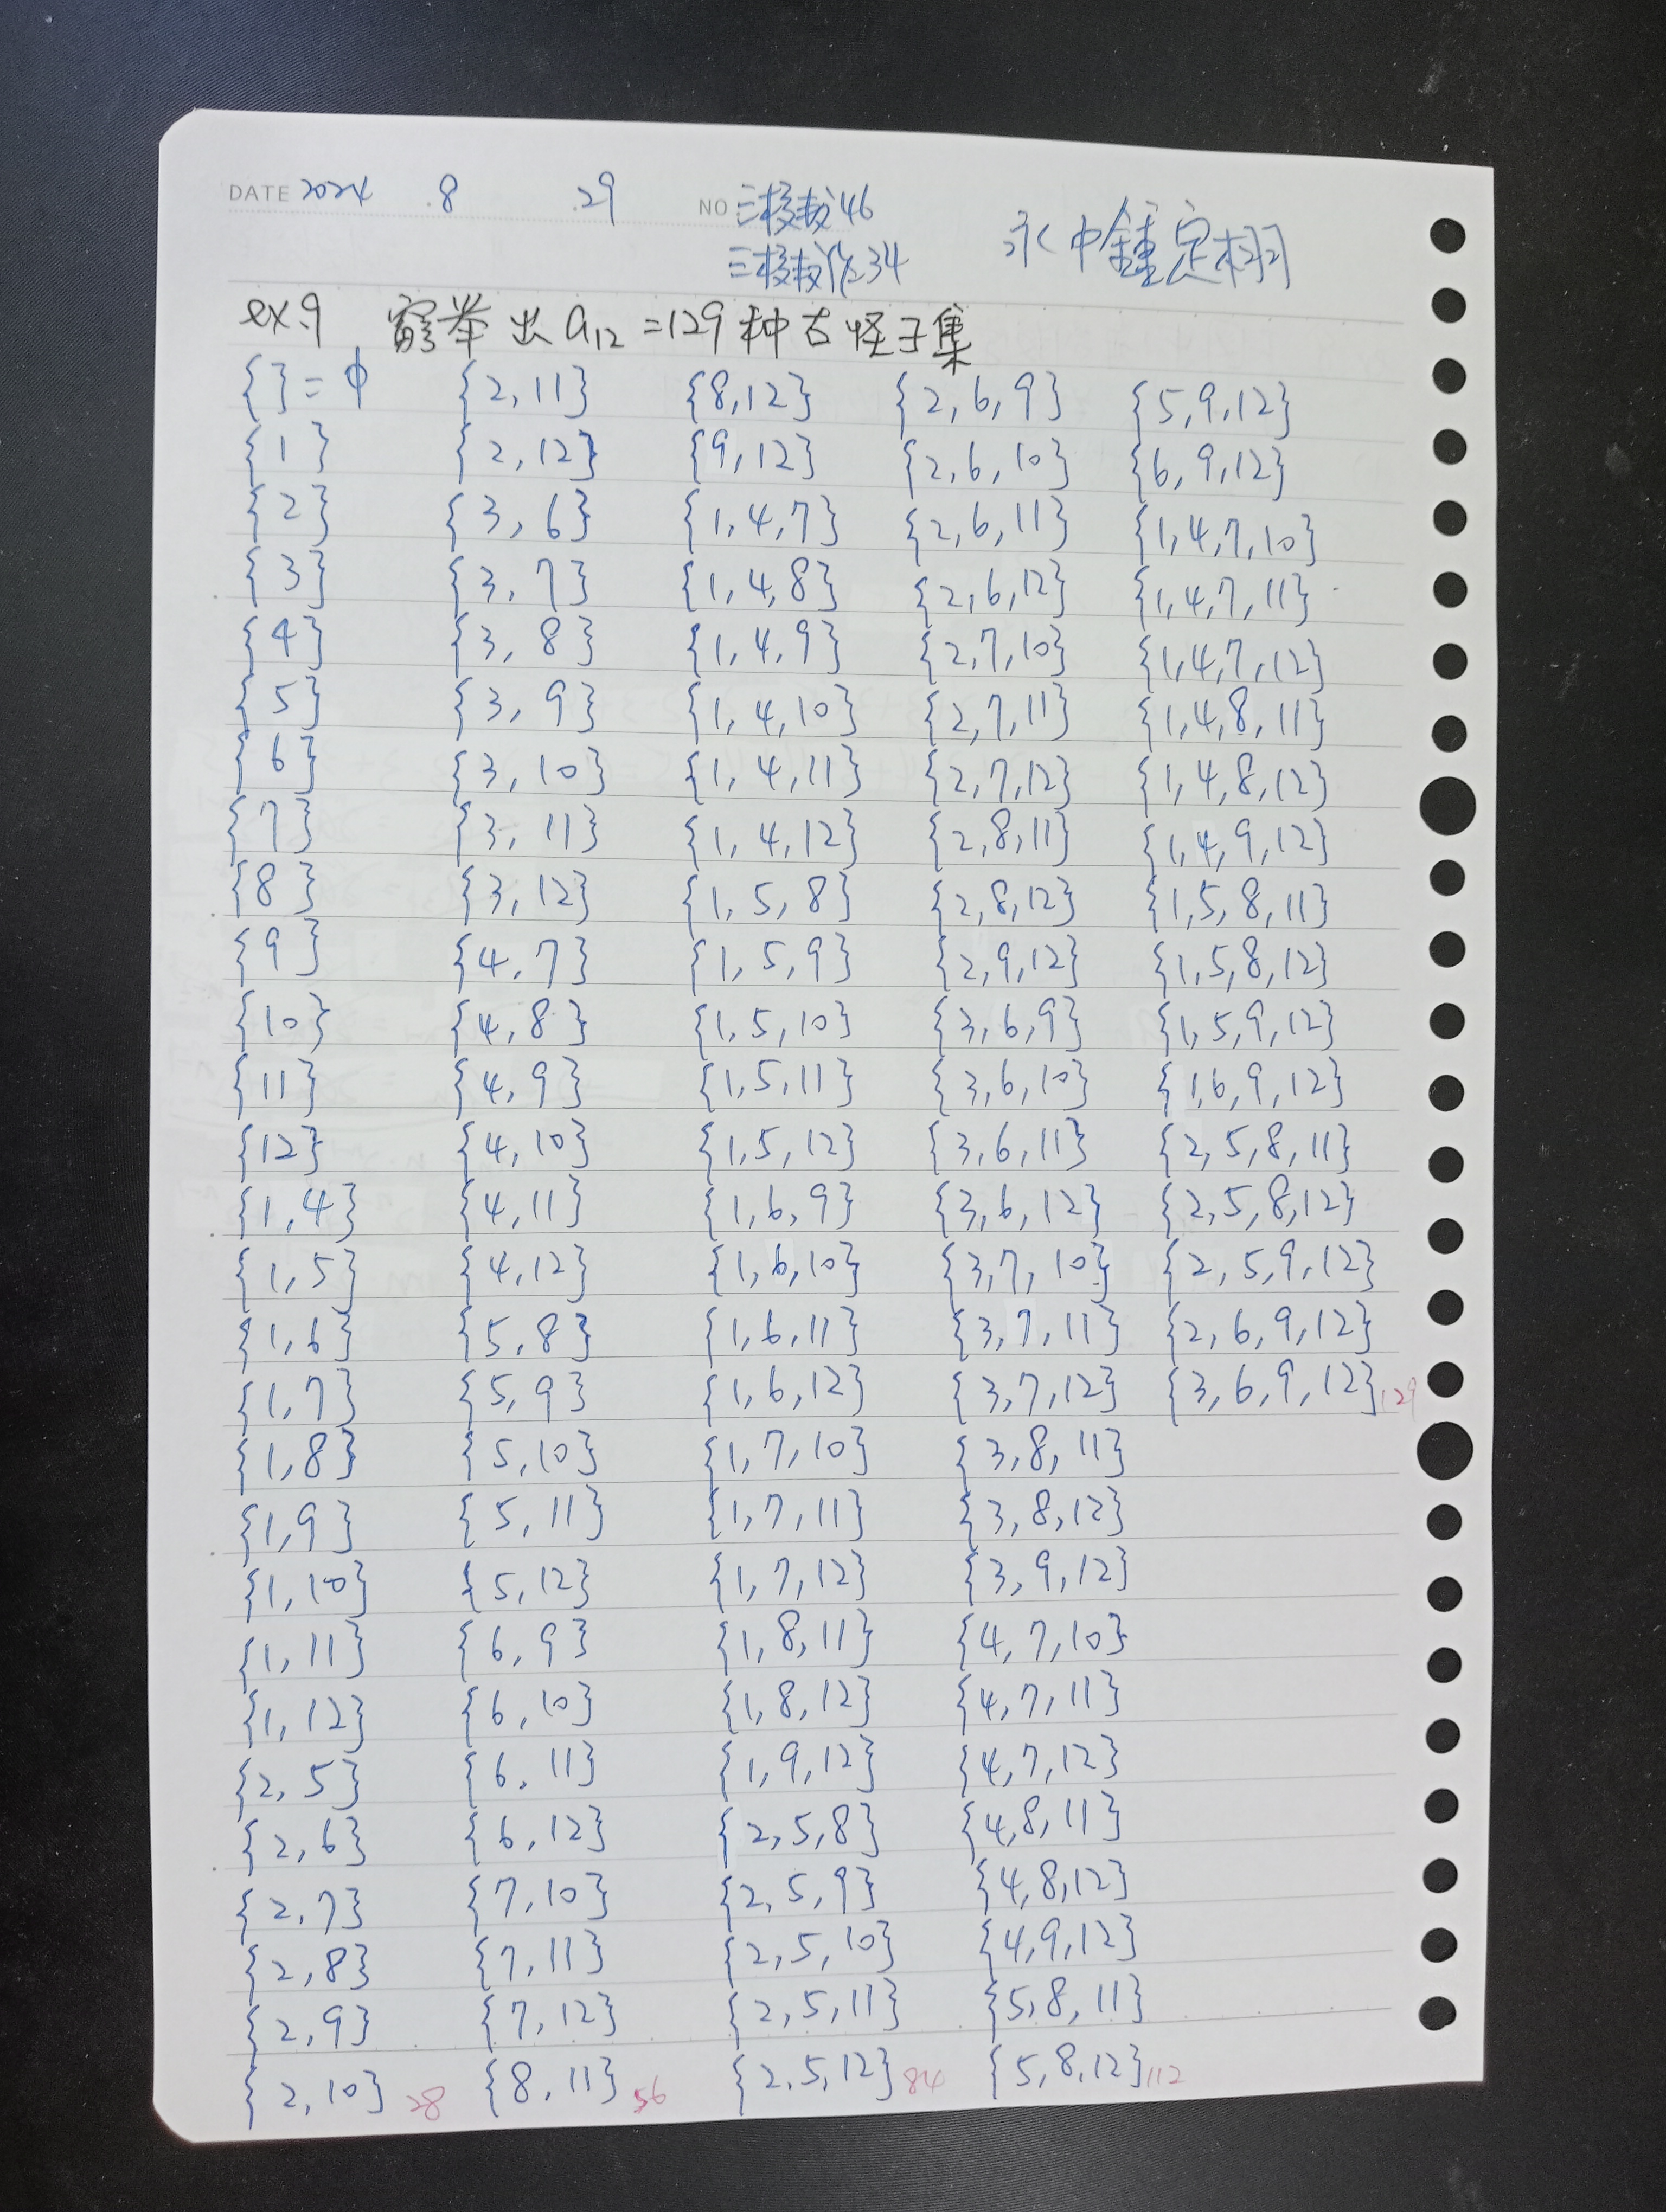 DATE 2024 . 8 . 29 NO 三校教46
三校教化34
永中鍾定栩
ex.9 窮举出 a12 = 129 种古怪子集
{ } = ϕ {2, 11} {8, 12} {2, 6, 9} {5, 9, 12}
{1} {2, 12} {9, 12} {2, 6, 10} {6, 9, 12}
{2} {3, 6} {1, 4, 7} {2, 6, 11} {1, 4, 7, 10}
{3} {3, 7} {1, 4, 8} {2, 6, 12} {1, 4, 7, 11}
{4} {3, 8} {1, 4, 9} {2, 7, 10} {1, 4, 7, 12}
{5} {3, 9} {1, 4, 10} {2, 7, 11} {1, 4, 8, 11}
{6} {3, 10} {1, 4, 11} {2, 7, 12} {1, 4, 8, 12}
{7} {3, 11} {1, 4, 12} {2, 8, 11} {1, 4, 9, 12}
{8} {3, 12} {1, 5, 8} {2, 8, 12} {1, 5, 8, 11}
{9} {4, 7} {1, 5, 9} {2, 9, 12} {1, 5, 8, 12}
{10} {4, 8} {1, 5, 10} {3, 6, 9} {1, 5, 9, 12}
{11} {4, 9} {1, 5, 11} {3, 6, 10} {1, 6, 9, 12}
{12} {4, 10} {1, 5, 12} {3, 6, 11} {2, 5, 8, 11}
{1, 4} {4, 11} {1, 6, 9} {3, 6, 12} {2, 5, 8, 12}
{1, 5} {4, 12} {1, 6, 10} {3, 7, 10} {2, 5, 9, 12}
{1, 6} {5, 8} {1, 6, 11} {3, 7, 11} {2, 6, 9, 12}
{1, 7} {5, 9} {1, 6, 12} {3, 7, 12} {3, 6, 9, 12} 129
{1, 8} {5, 10} {1, 7, 10} {3, 8, 11}
{1, 9} {5, 11} {1, 7, 11} {3, 8, 12}
{1, 10} {5, 12} {1, 7, 12} {3, 9, 12}
{1, 11} {6, 9} {1, 8, 11} {4, 7, 10}
{1, 12} {6, 10} {1, 8, 12} {4, 7, 11}
{2, 5} {6, 11} {1, 9, 12} {4, 7, 12}
{2, 6} {6, 12} {2, 5, 8} {4, 8, 11}
{2, 7} {7, 10} {2, 5, 9} {4, 8, 12}
{2, 8} {7, 11} {2, 5, 10} {4, 9, 12}
{2, 9} {7, 12} {2, 5, 11} {5, 8, 11}
{2, 10} 28 {8, 11} 56 {2, 5, 12} 84 {5, 8, 12} 112